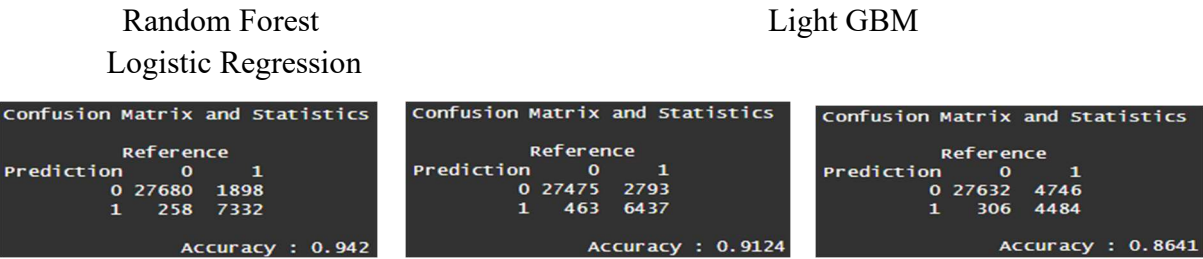 Random Forest
Light GBM
Logistic Regression
Confusion Matrix and Statistics
Reference
Prediction 0 1
0 27680 1898
1 258 7332
Accuracy : 0.942
Confusion Matrix and Statistics
Reference
Prediction 0 1
0 27475 2793
1 463 6437
Accuracy : 0.9124
Confusion Matrix and Statistics
Reference
Prediction 0 1
0 27632 4746
1 306 4484
Accuracy : 0.8641